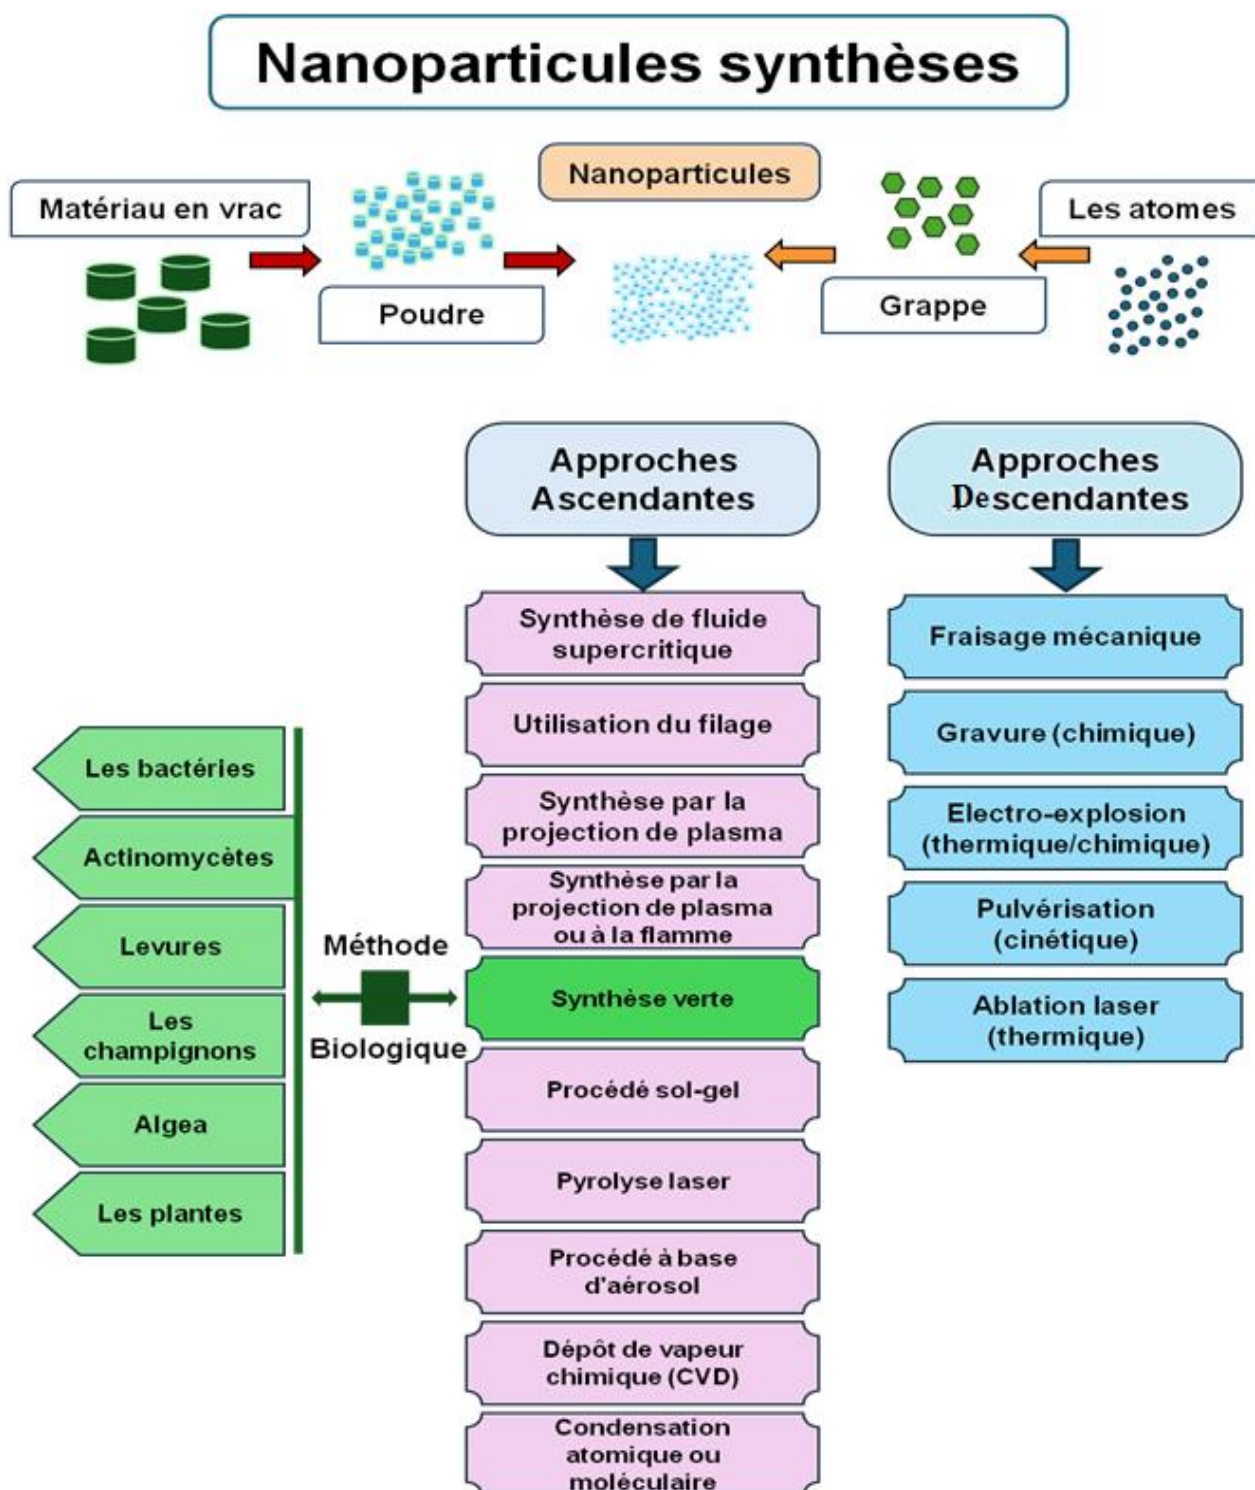 Nanoparticules synthèses
Matériau en vrac
Poudre
Nanoparticules
Grappe
Les atomes
Approches
Ascendantes
Approches
Descendantes
Synthèse de fluide
supercritique
Utilisation du filage
Synthèse par la
projection de plasma
Synthèse par la
projection de plasma
ou à la flamme
Synthèse verte
Procédé sol-gel
Pyrolyse laser
Procédé à base
d'aérosol
Dépôt de vapeur
chimique (CVD)
Condensation
atomique ou
moléculaire
Fraisage mécanique
Gravure (chimique)
Electro-explosion
(thermique/chimique)
Pulvérisation
(cinétique)
Ablation laser
(thermique)
Méthode
Biologique
Les bactéries
Actinomycètes
Levures
Les
champignons
Algea
Les plantes